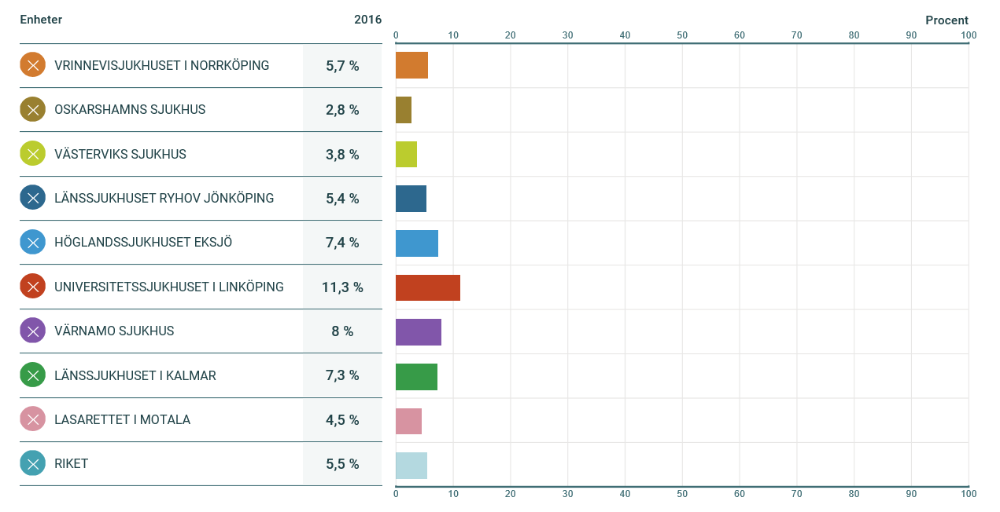 Enheter 2016 Procent
0 10 20 30 40 50 60 70 80 90 100
VRINNEVISJUKHUSET I NORRKÖPING 5,7 %
OSKARSHAMNS SJUKHUS 2,8 %
VÄSTERVIKS SJUKHUS 3,8 %
LÄNSSJUKHUSET RYHOV JÖNKÖPING 5,4 %
HÖGLANDSSJUKHUSET EKSJÖ 7,4 %
UNIVERSITETSSJUKHUSET I LINKÖPING 11,3 %
VÄRNAMO SJUKHUS 8 %
LÄNSSJUKHUSET I KALMAR 7,3 %
LASARETTET I MOTALA 4,5 %
RIKET 5,5 %
0 10 20 30 40 50 60 70 80 90 100